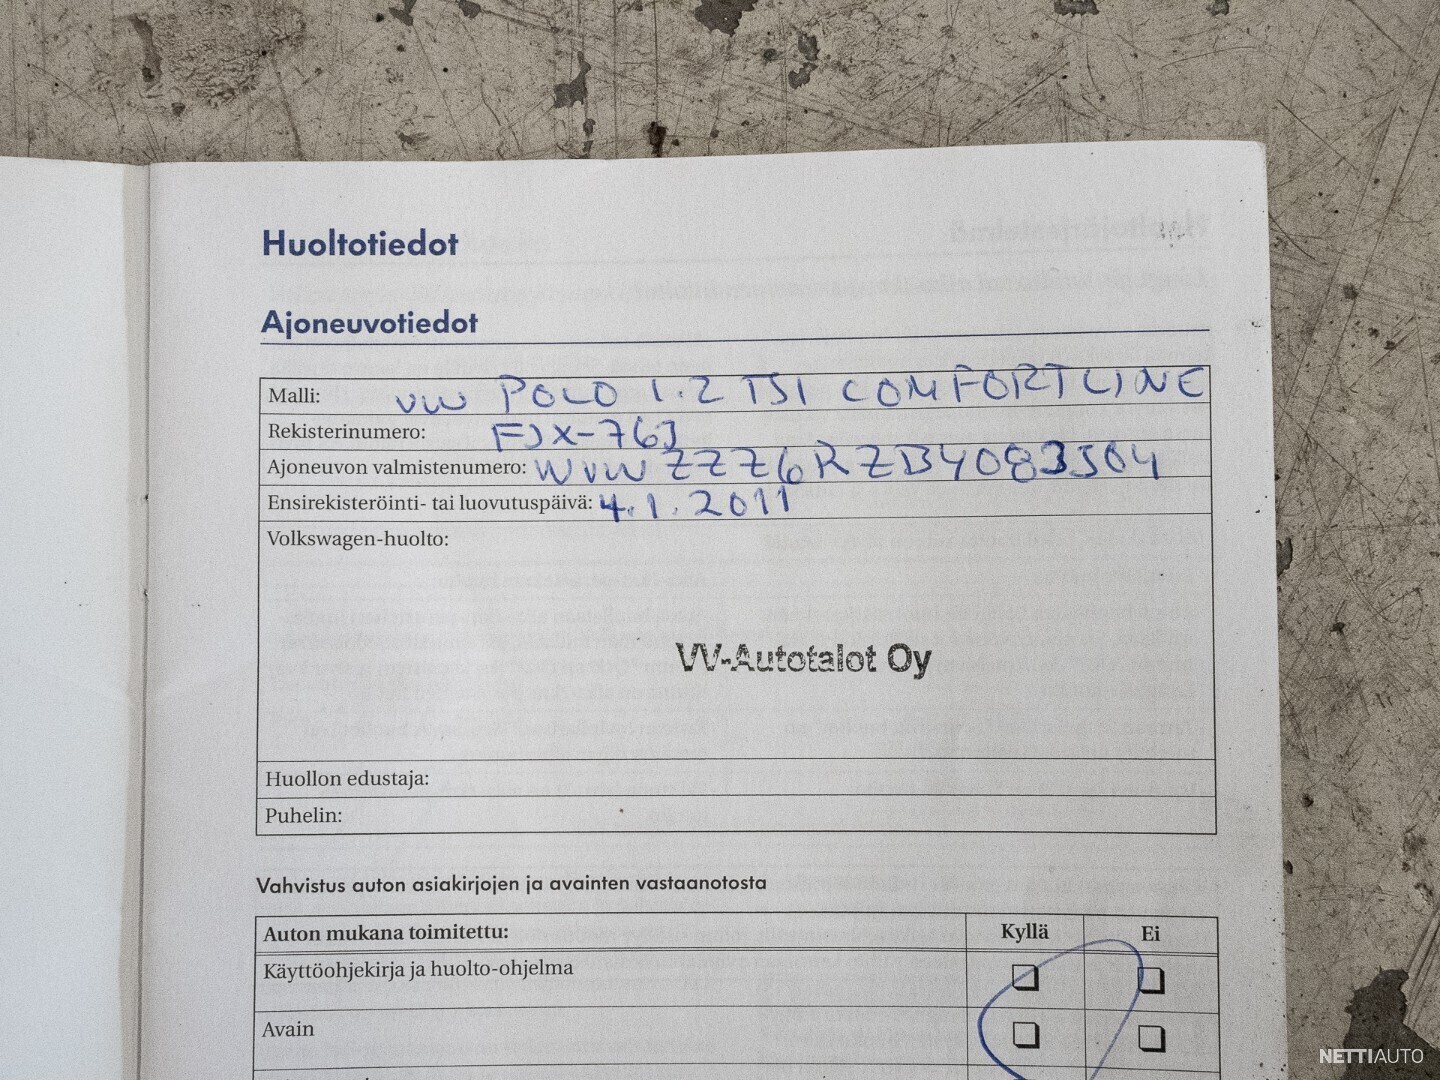 Huoltotiedot
Ajoneuvotiedot
Malli: VW POLO 1.2 TSI COMFORTLINE
Rekisterinumero: FJX-763
Ajoneuvon valmistenumero: WVWZZZ6RZBY083504
Ensirekisteröinti- tai luovutuspäivä: 4.1.2011
Volkswagen-huolto:
VV-Autotalot Oy
Huollon edustaja:
Puhelin:
Vahvistus auton asiakirjojen ja avainten vastaanotosta
Auton mukana toimitettu: Kyllä Ei
Käyttöohjekirja ja huolto-ohjelma
Avain
NETTIAUTO